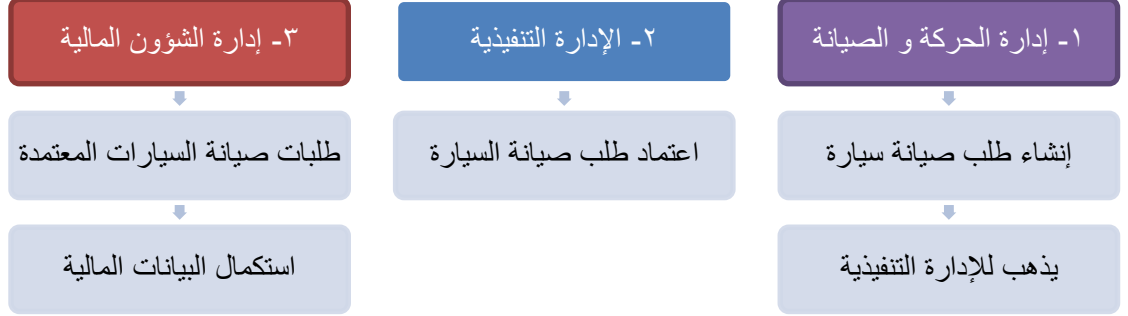 ١- إدارة الحركة و الصيانة
إنشاء طلب صيانة سيارة
يذهب للإدارة التنفيذية
٢- الإدارة التنفيذية
اعتماد طلب صيانة السيارة
٣- إدارة الشؤون المالية
طلبات صيانة السيارات المعتمدة
استكمال البيانات المالية